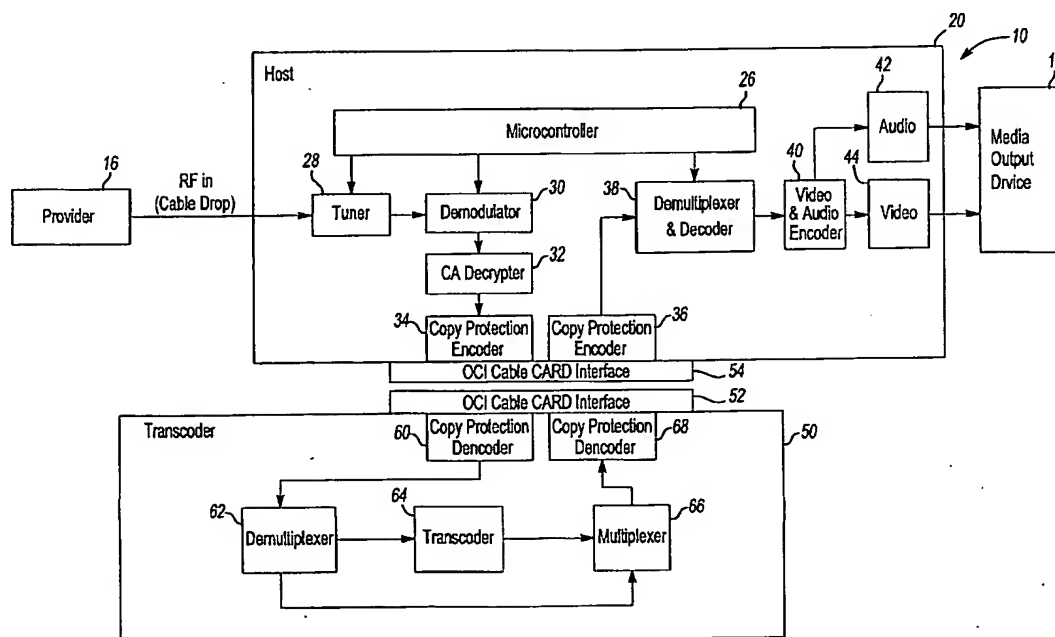 20
10
Host
42
1
26
Microcontroller
Audio
Media
Output
Drvice
16
RF in
(Cable Drop)
28
30
38
40
44
Provider
Tuner
Demodulator
Demultiplexer
& Decoder
Video
& Audio
Encoder
Video
32
CA Decrypter
34
36
Copy Protection
Encoder
Copy Protection
Encoder
OCI Cable CARD Interface
54
OCI Cable CARD Interface
52
Transcoder
60
Copy Protection
Dencoder
Copy Protection
Dencoder
68
50
62
64
66
Demultiplexer
Transcoder
Multiplexer